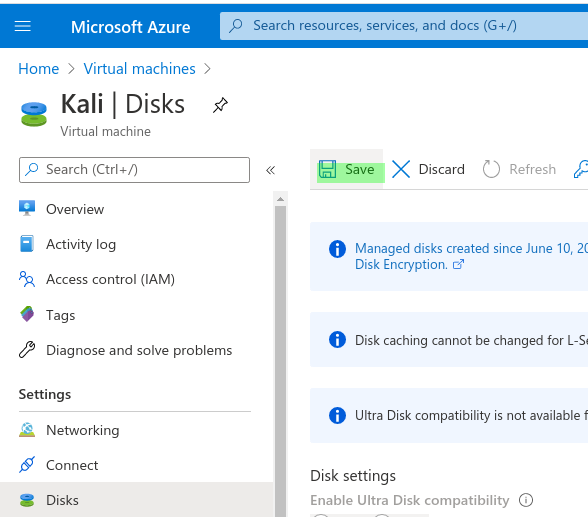 Microsoft Azure
Search resources, services, and docs (G+/)
Home > Virtual machines >
Kali | Disks
Virtual machine
Search (Ctrl+/)
«
Save
Discard
Refresh
Overview
Activity log
Access control (IAM)
Tags
Diagnose and solve problems
Settings
Networking
Connect
Disks
Managed disks created since June 10, 20
Disk Encryption.
Disk caching cannot be changed for L-Se
Ultra Disk compatibility is not available f
Disk settings
Enable Ultra Disk compatibility